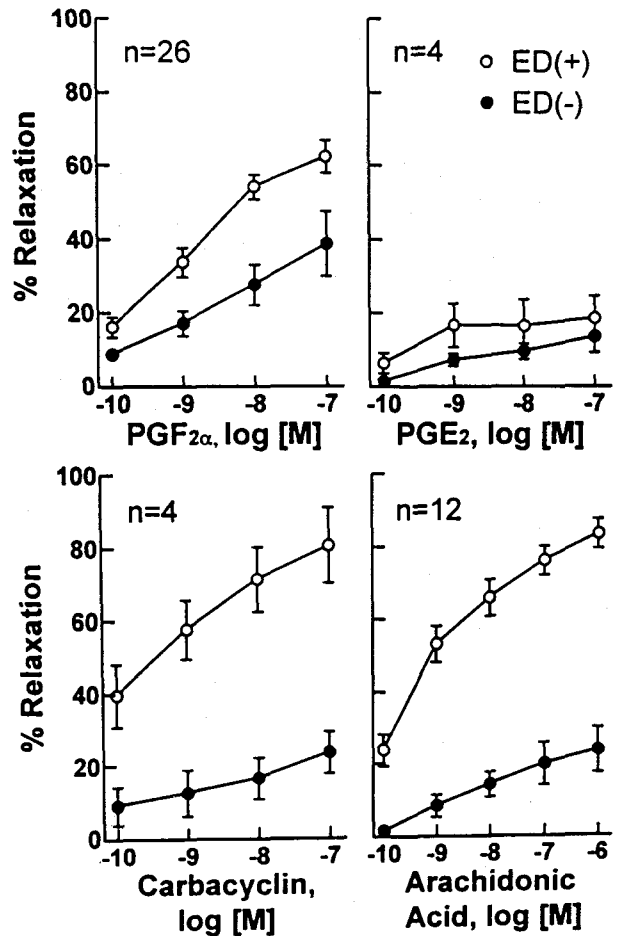 n=26
100
80
60
40
20
0
% Relaxation
-10 -9 -8 -7
PGF2α, log [M]
n=4
ED(+)
ED(-)
-10 -9 -8 -7
PGE2, log [M]
n=4
100
80
60
40
20
0
% Relaxation
-10 -9 -8 -7
Carbacyclin,
log [M]
n=12
-10 -9 -8 -7 -6
Arachidonic
Acid, log [M]